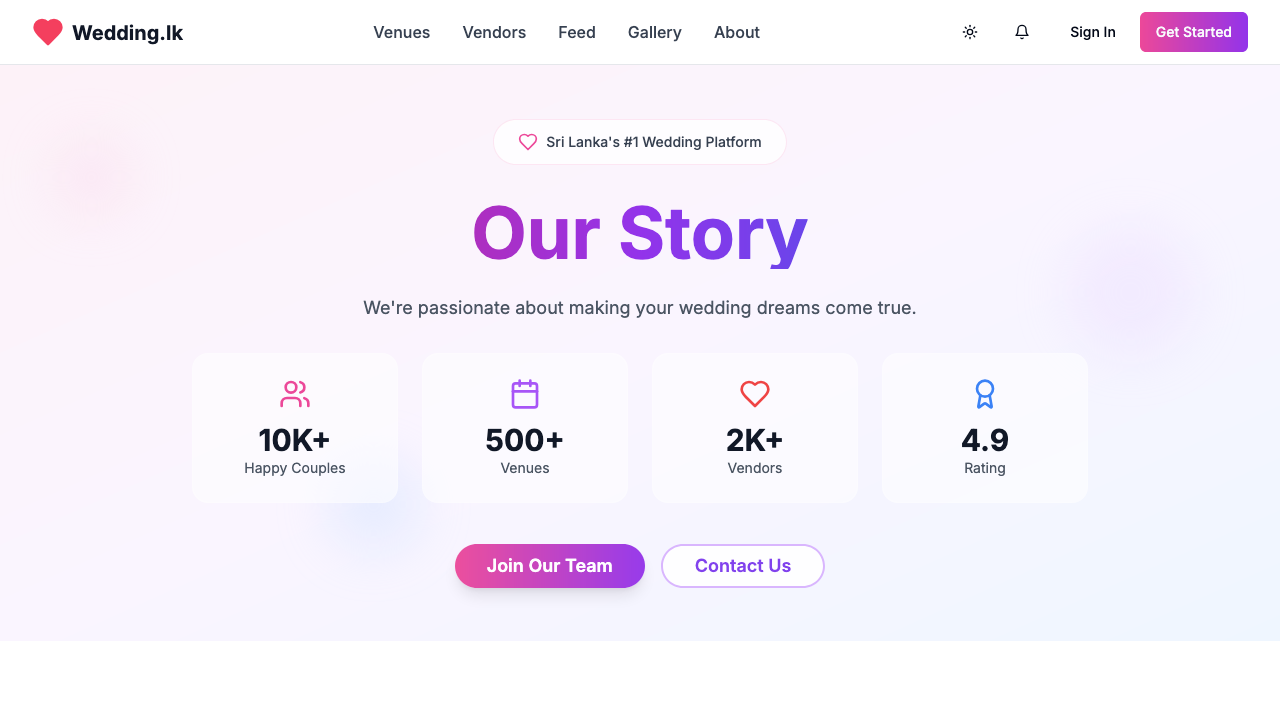 Wedding.lk
Venues
Vendors
Feed
Gallery
About
Sign In
Get Started
Sri Lanka's #1 Wedding Platform
Our Story
We're passionate about making your wedding dreams come true.
10K+
Happy Couples
500+
Venues
2K+
Vendors
4.9
Rating
Join Our Team
Contact Us